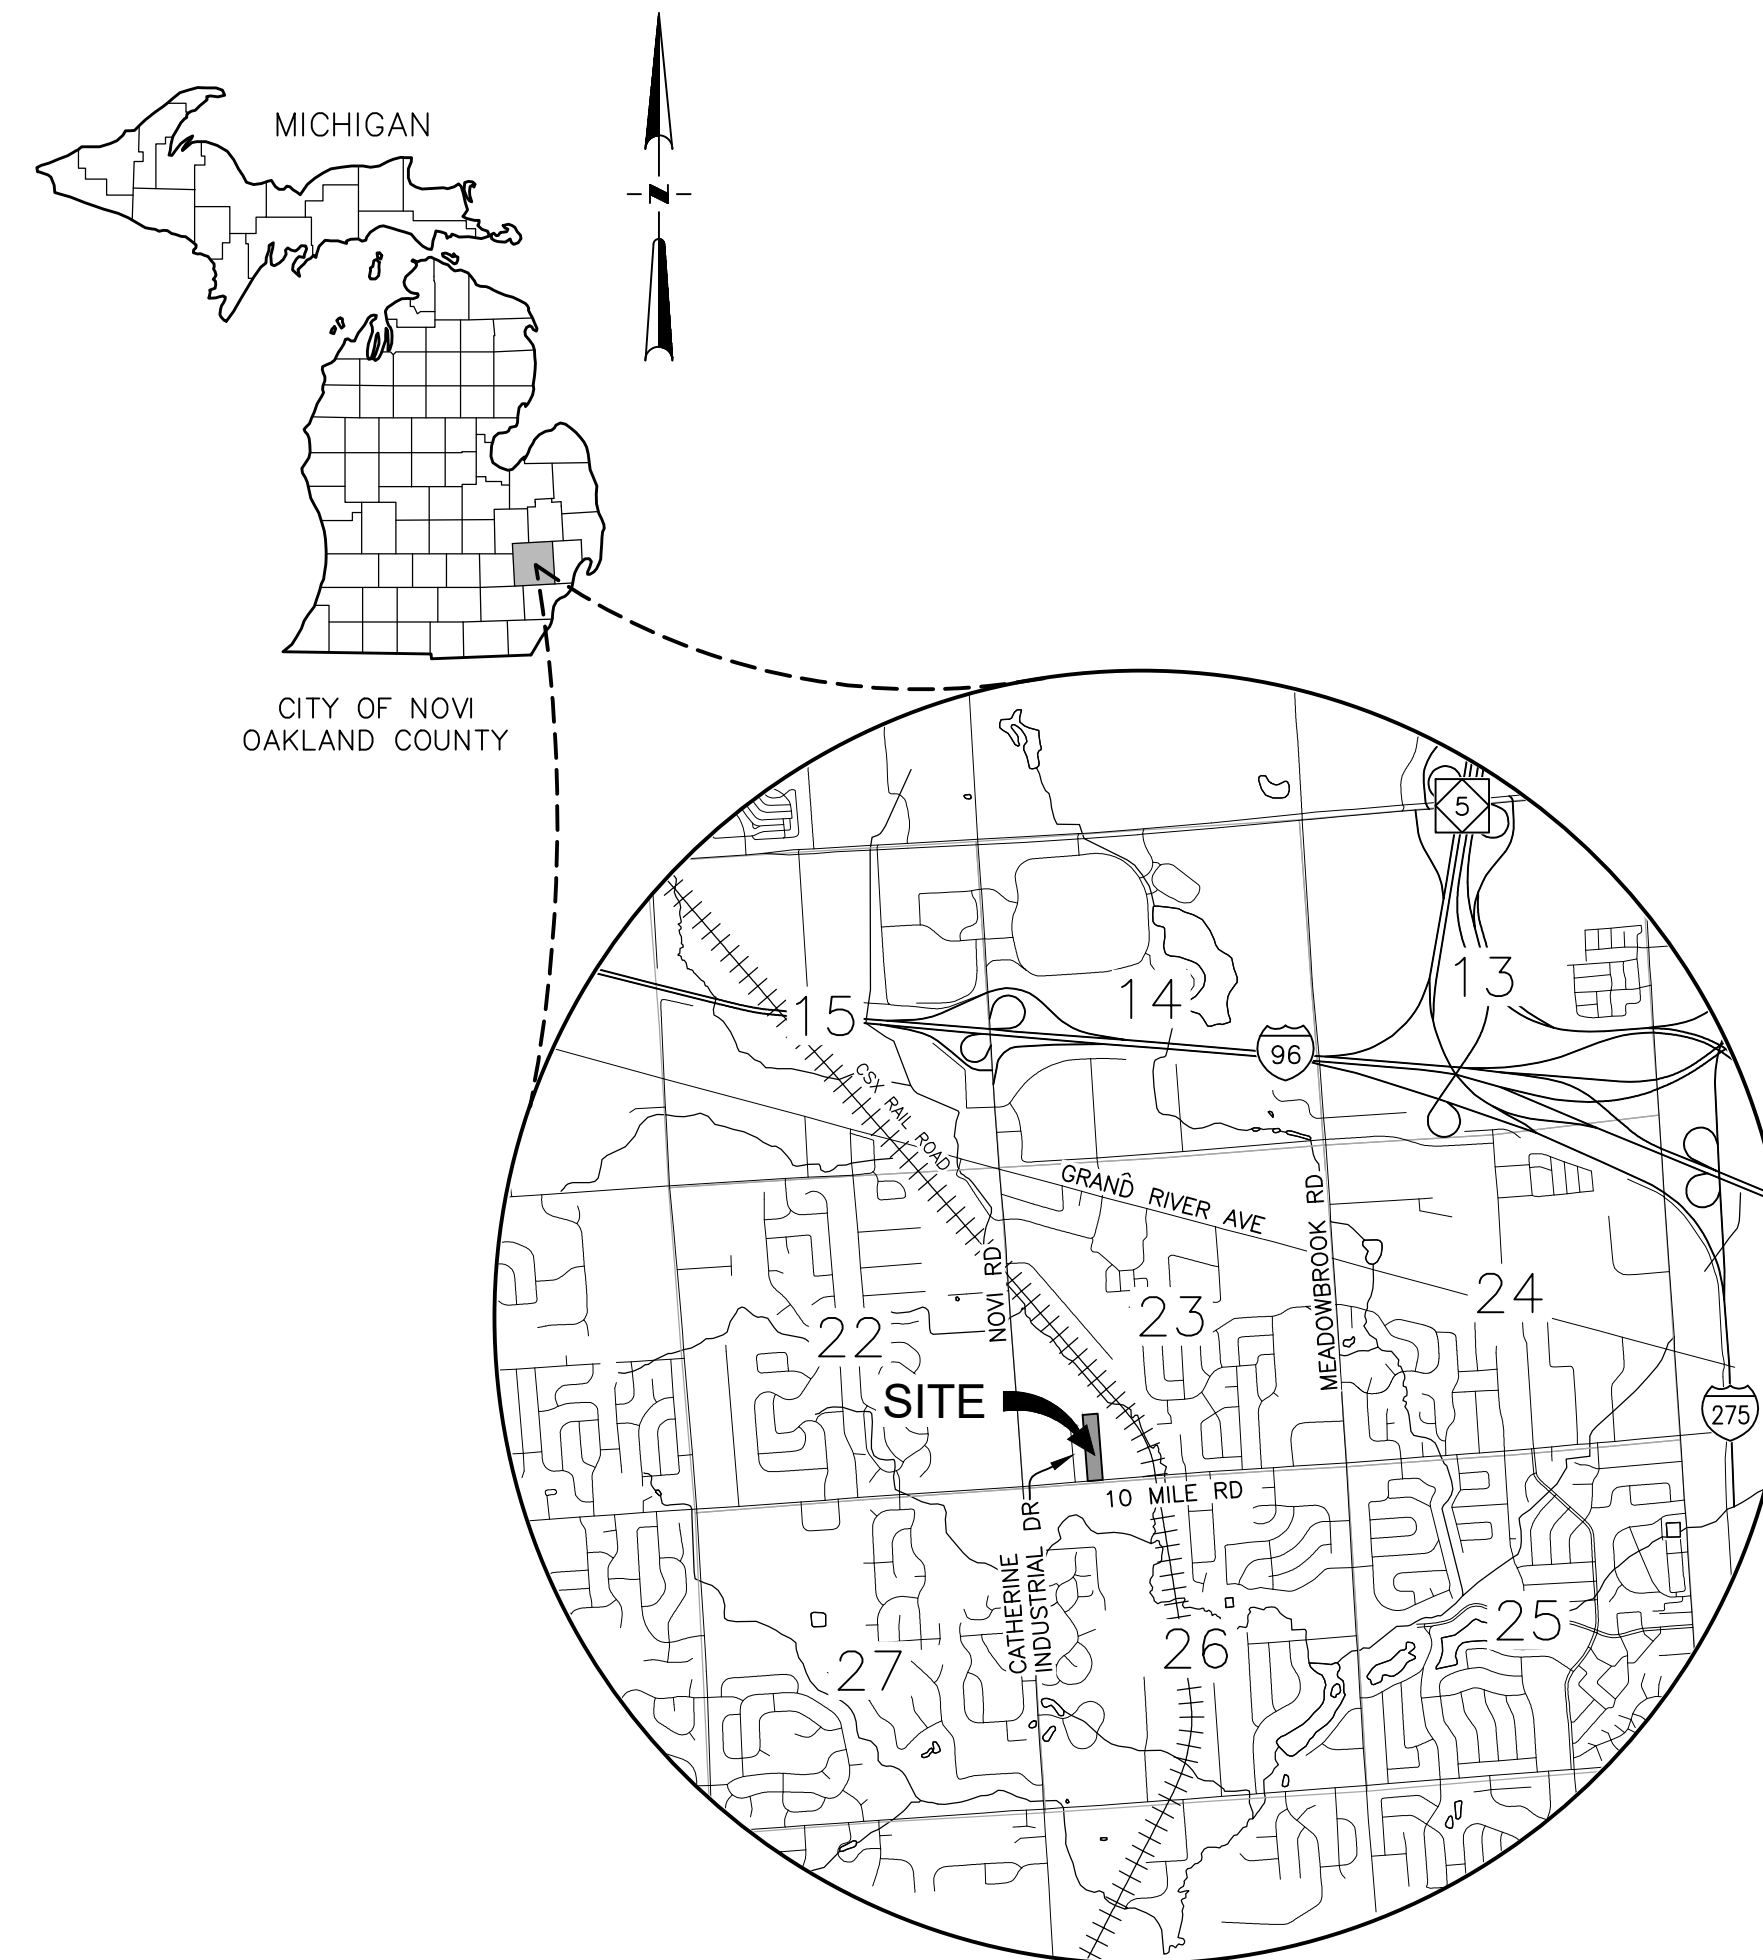 MICHIGAN
N
CITY OF NOVI
OAKLAND COUNTY
5
13
14
15
96
CSX RAIL ROAD
GRAND RIVER AVE
MEADOWBROOK RD
NOVI RD
24
23
22
SITE
275
10 MILE RD
CATHERINE
INDUSTRIAL DR
25
26
27